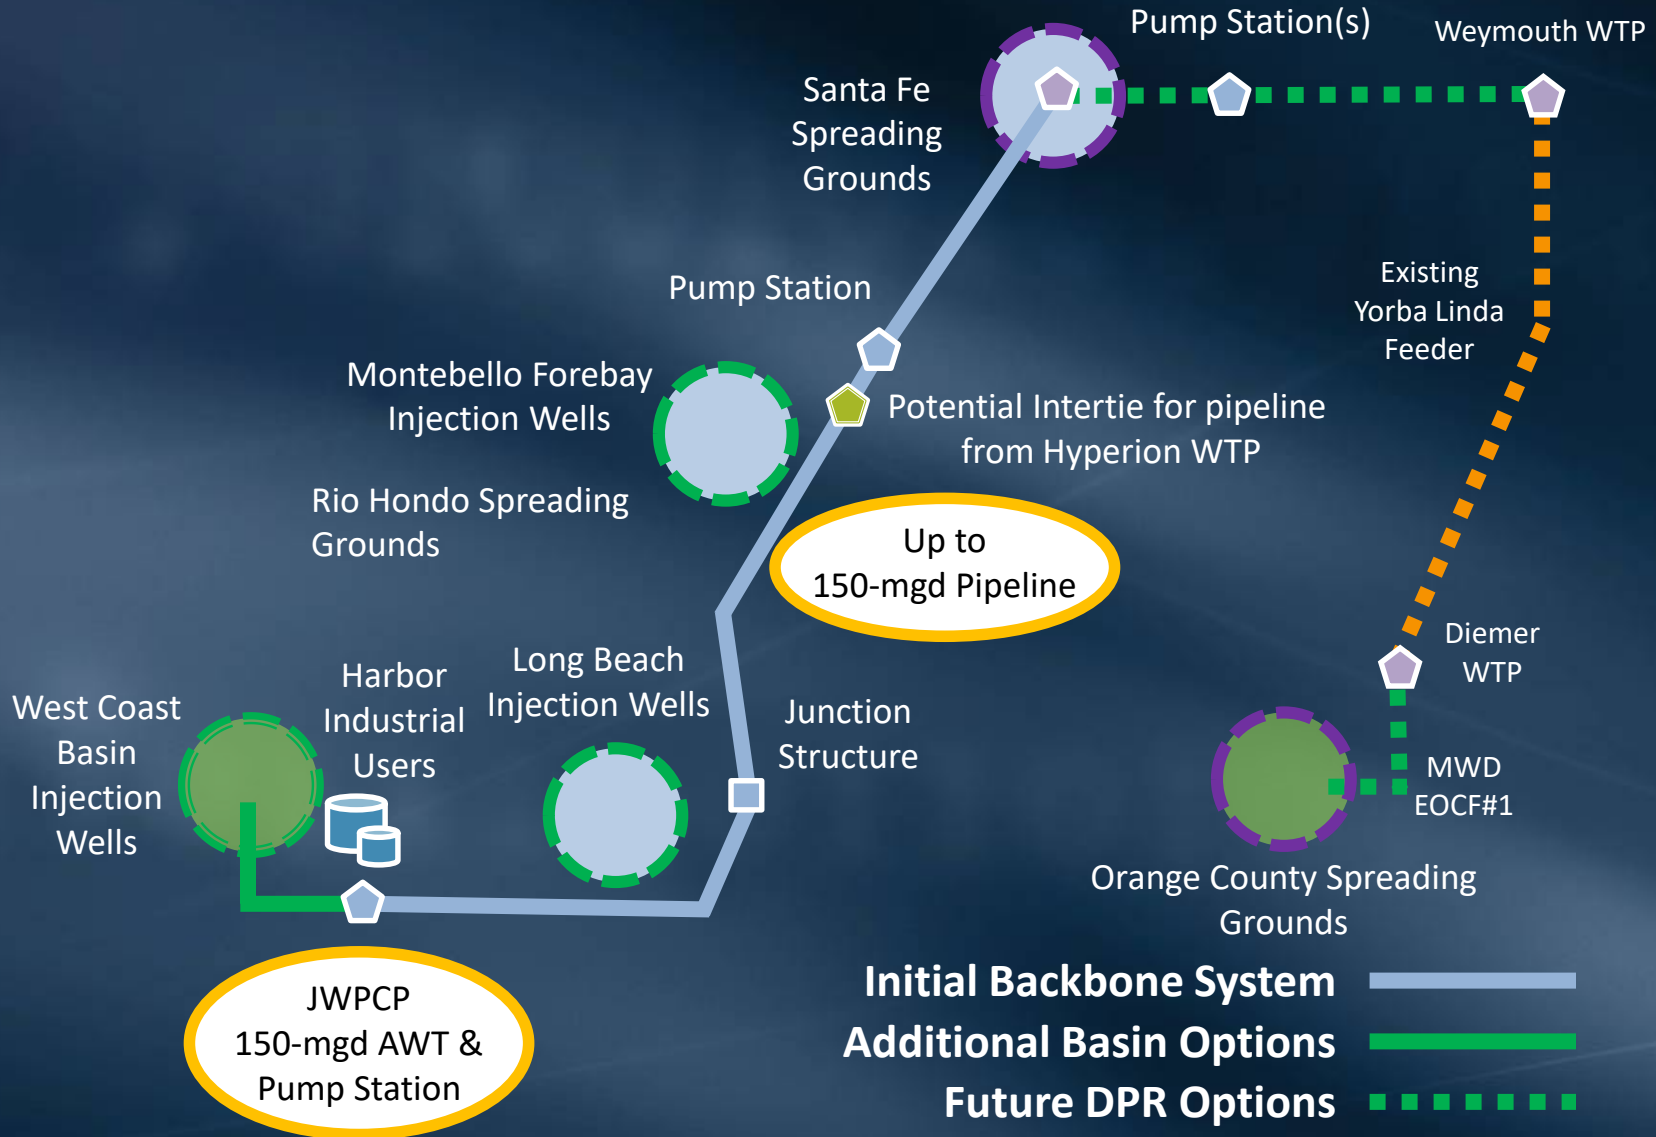 Pump Station(s)
Weymouth WTP
Santa Fe
Spreading
Grounds
Pump Station
Existing
Yorba Linda
Feeder
Montebello Forebay
Injection Wells
Potential Intertie for pipeline
from Hyperion WTP
Rio Hondo Spreading
Grounds
Up to
150-mgd Pipeline
Diemer
WTP
Long Beach
Injection Wells
Harbor
Industrial
Users
West Coast
Basin
Injection
Wells
Junction
Structure
MWD
EOCF#1
Orange County Spreading
Grounds
JWPCP
150-mgd AWT &
Pump Station
Initial Backbone System
Additional Basin Options
Future DPR Options